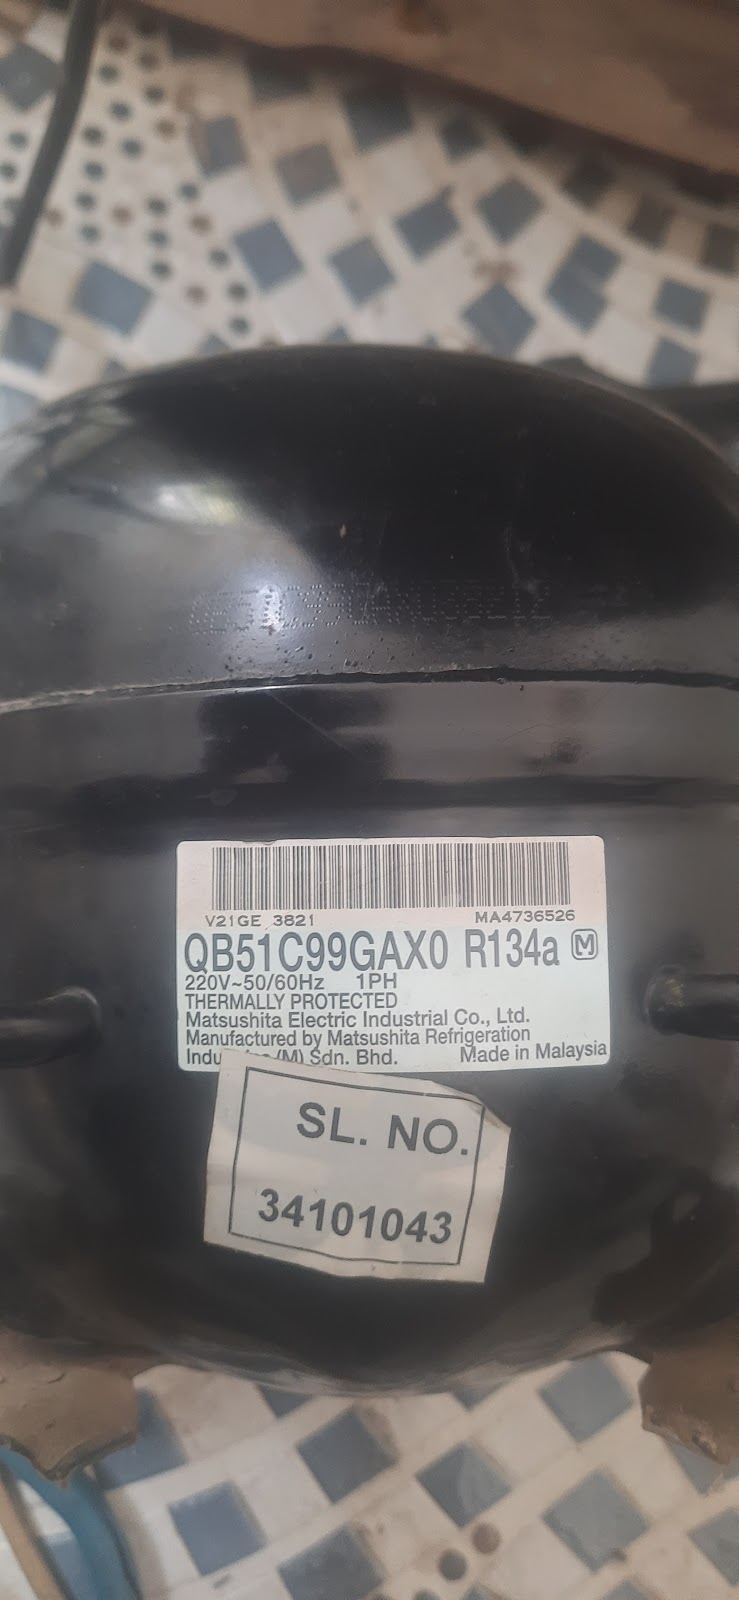 V21GE 3821 MA4736526
QB51C99GAX0 R134a M
220V~50/60Hz 1PH
THERMALLY PROTECTED
Matsushita Electric Industrial Co., Ltd.
Manufactured by Matsushita Refrigeration
(M) Sdn. Bhd. Made in Malaysia
SL. NO.
34101043